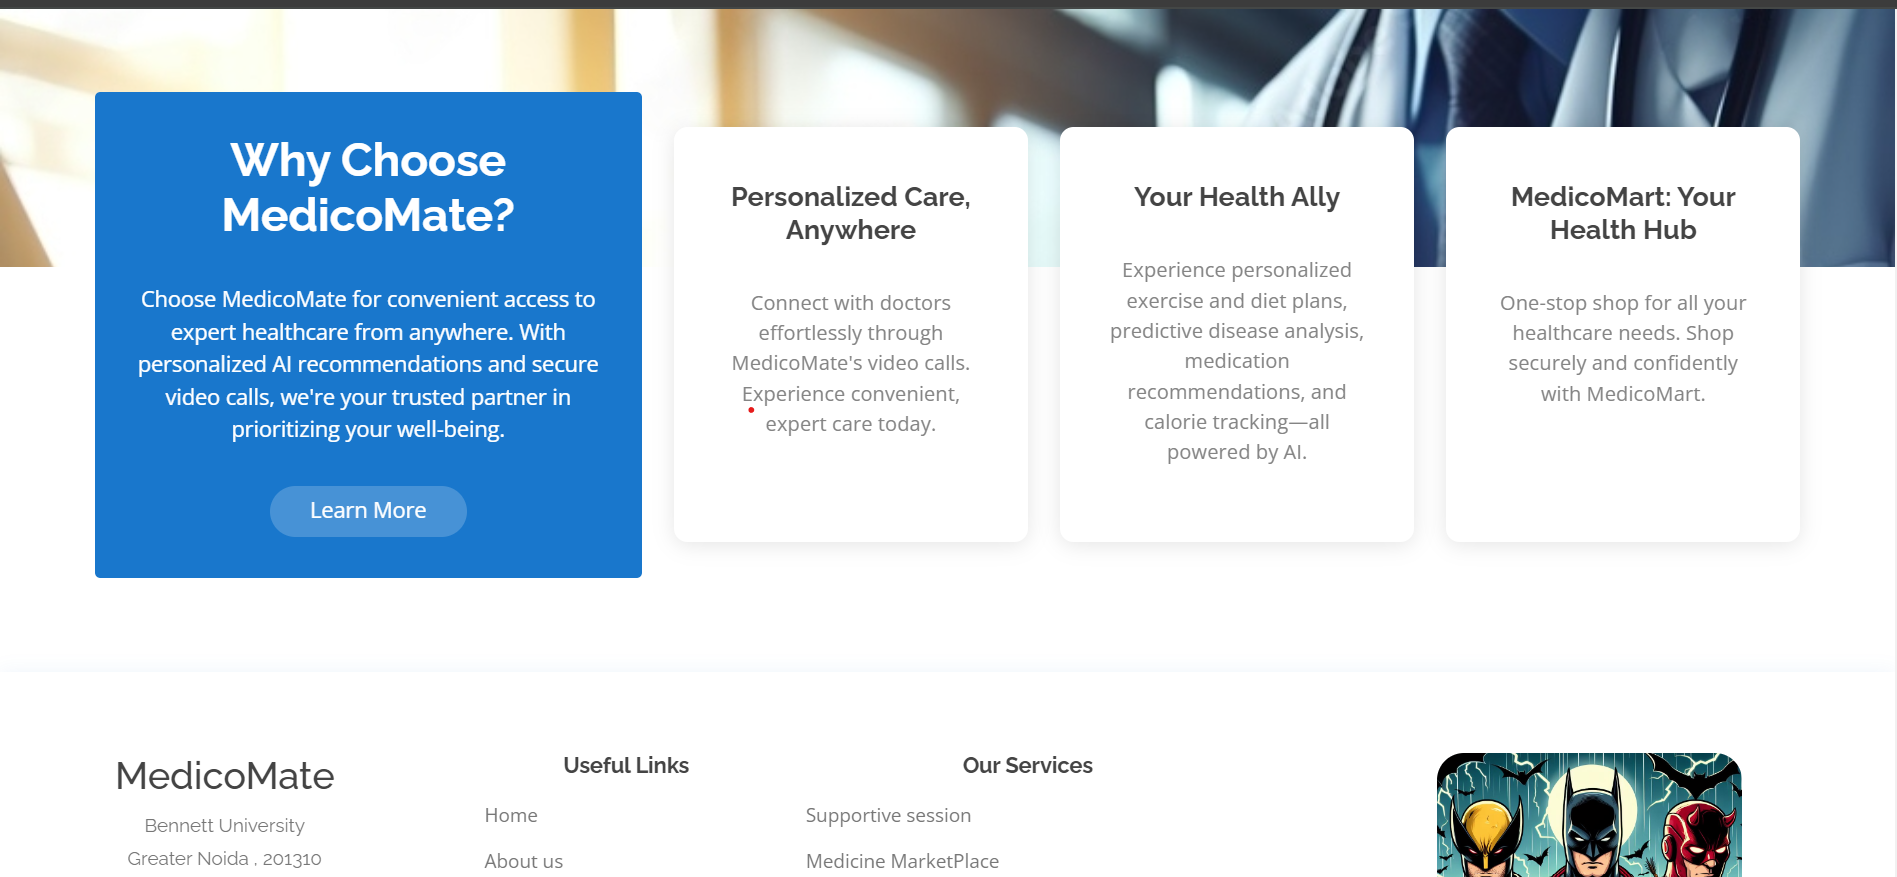 Why Choose
MedicoMate?
Choose MedicoMate for convenient access to
expert healthcare from anywhere. With
personalized AI recommendations and secure
video calls, we're your trusted partner in
prioritizing your well-being.
Learn More
Personalized Care,
Anywhere
Connect with doctors
effortlessly through
MedicoMate's video calls.
Experience convenient,
expert care today.
Your Health Ally
Experience personalized
exercise and diet plans,
predictive disease analysis,
medication
recommendations, and
calorie tracking—all
powered by AI.
MedicoMart: Your
Health Hub
One-stop shop for all your
healthcare needs. Shop
securely and confidently
with MedicoMart.
MedicoMate
Bennett University
Greater Noida , 201310
Useful Links
Home
About us
Our Services
Supportive session
Medicine MarketPlace